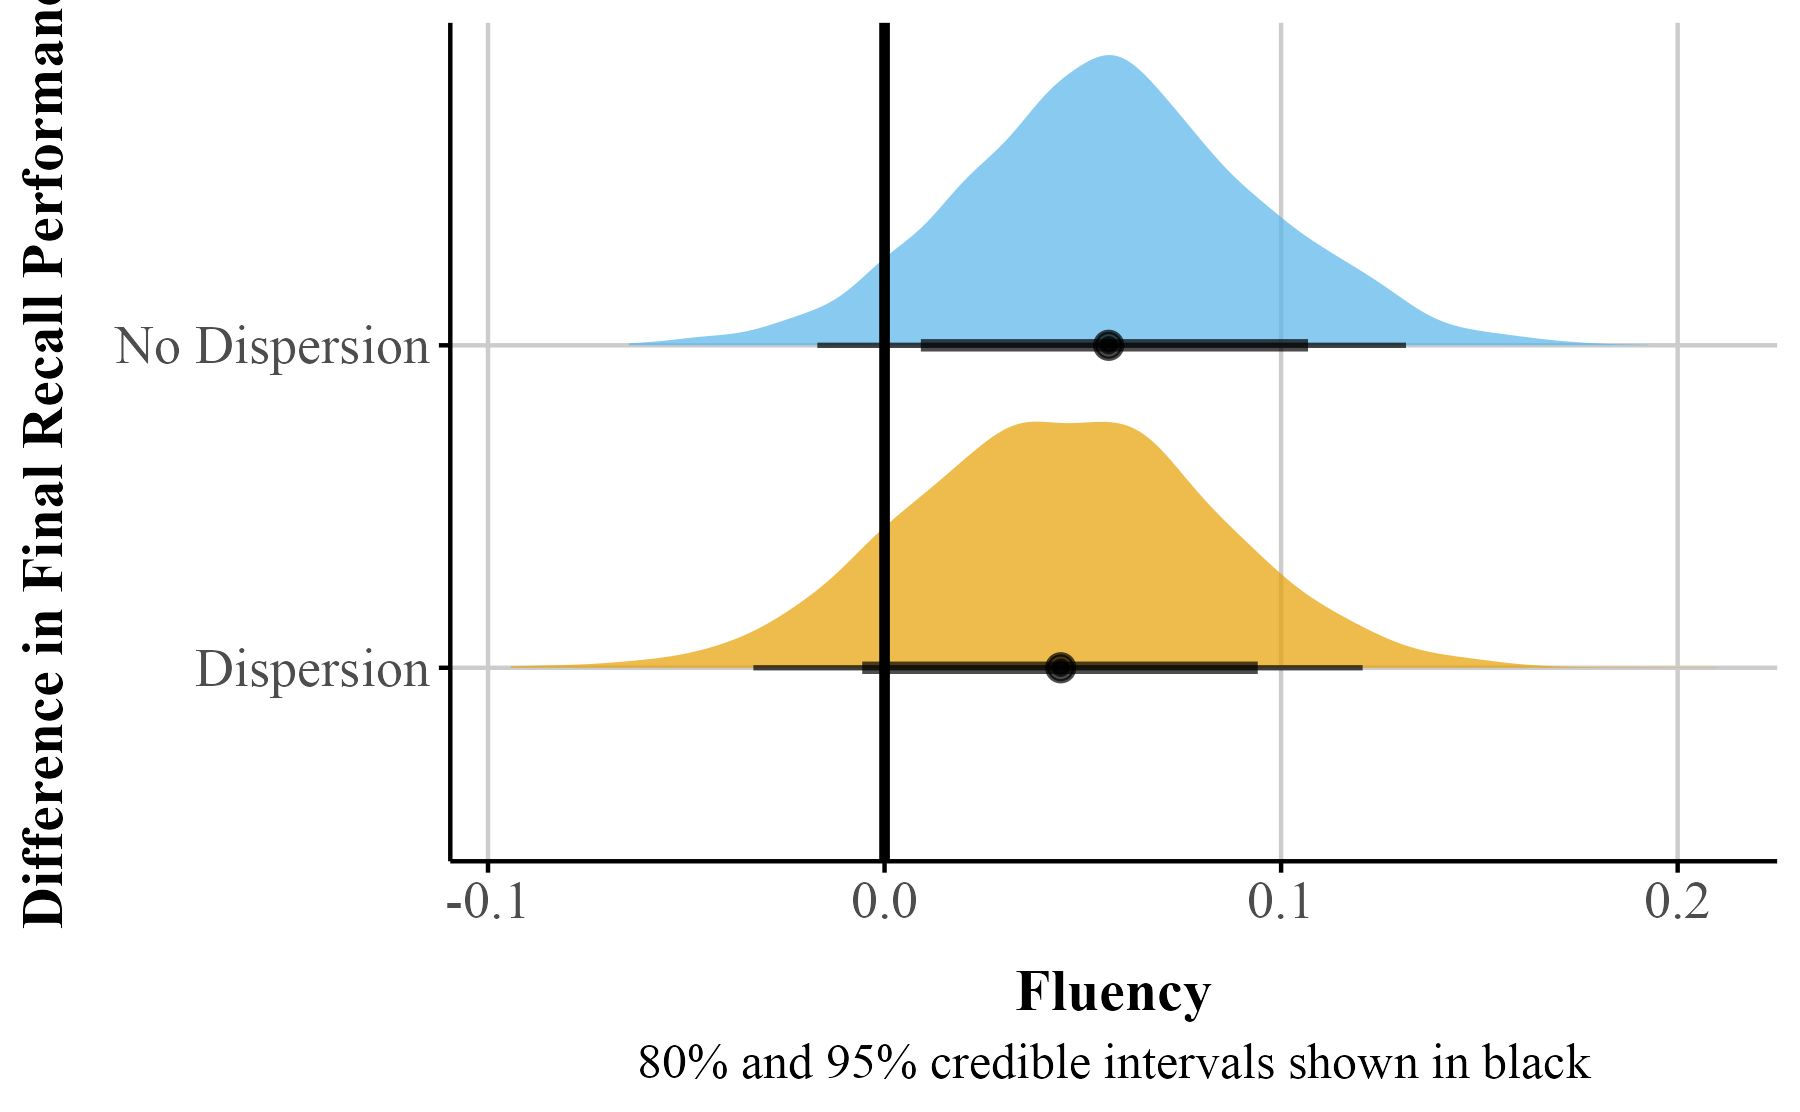 Difference in Final Recall Performanc
No Dispersion
Dispersion
-0.1 0.0 0.1 0.2
Fluency
80% and 95% credible intervals shown in black